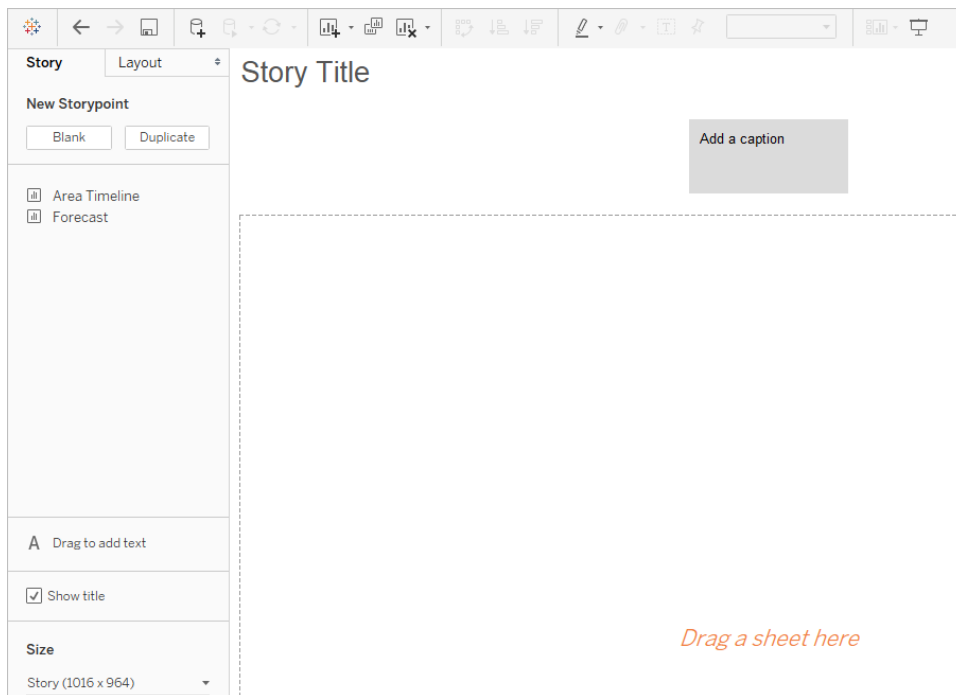 Story Layout
Story Title
New Storypoint
Blank Duplicate
Add a caption
Area Timeline
Forecast
A Drag to add text
Show title
Drag a sheet here
Size
Story (1016 x 964)